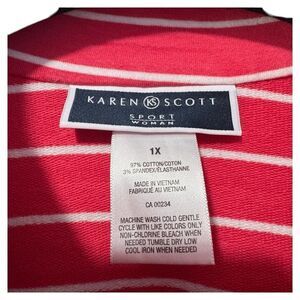 KAREN KS SCOTT
SPORT
WOMAN
1X
97% COTTON/COTON
3% SPANDEX/ÉLASTHANNE
MADE IN VIETNAM
FABRIQUÉ AU VIETNAM
CA 00234
MACHINE WASH COLD GENTLE
CYCLE WITH LIKE COLORS ONLY
NON-CHLORINE BLEACH WHEN
NEEDED TUMBLE DRY LOW
COOL IRON WHEN NEEDED